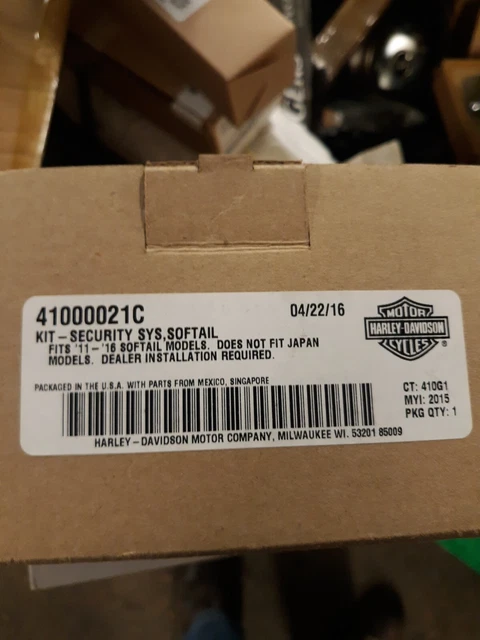 41000021C 04/22/16
KIT-SECURITY SYS,SOFTAIL
FITS '11-'16 SOFTAIL MODELS. DOES NOT FIT JAPAN
MODELS. DEALER INSTALLATION REQUIRED.
MOTOR
HARLEY-DAVIDSON
CYCLES
®
PACKAGED IN THE U.S.A. WITH PARTS FROM MEXICO, SINGAPORE
CT: 410G1
MYI: 2015
PKG QTY: 1
HARLEY-DAVIDSON MOTOR COMPANY, MILWAUKEE WI. 53201 85009